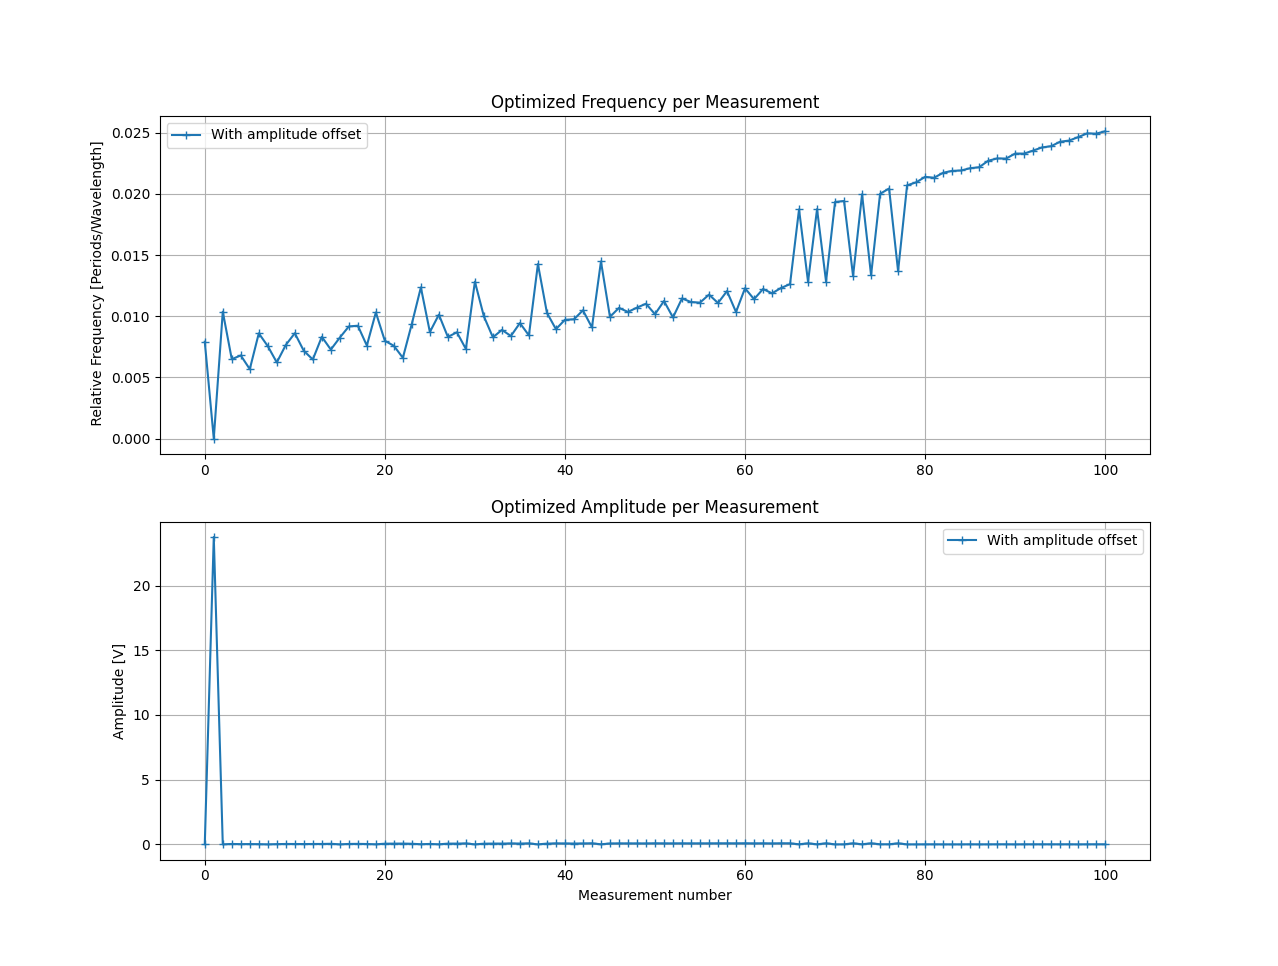 Optimized Frequency per Measurement
With amplitude offset
Relative Frequency [Periods/Wavelength]
0.025
0.020
0.015
0.010
0.005
0.000
0 20 40 60 80 100
Optimized Amplitude per Measurement
With amplitude offset
Amplitude [V]
20
15
10
5
0
0 20 40 60 80 100
Measurement number